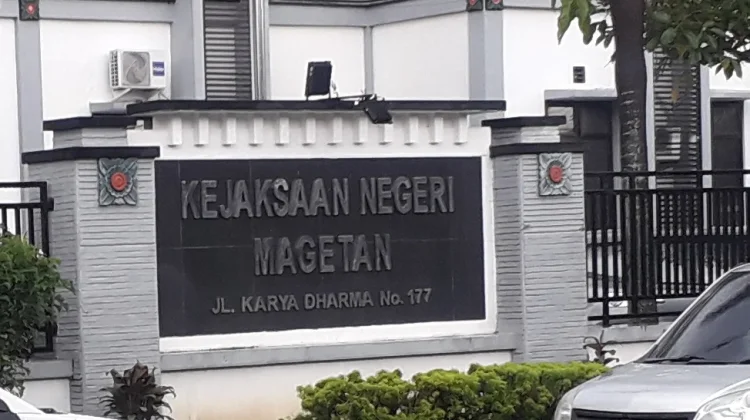 KEJAKSAAN NEGERI
MAGETAN
JL. KARYA DHARMA No. 177